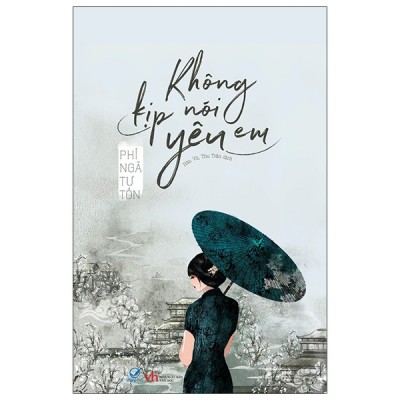 Không
kịp nói
yêu em
PHỈ
NGÃ
TƯ
TỒN